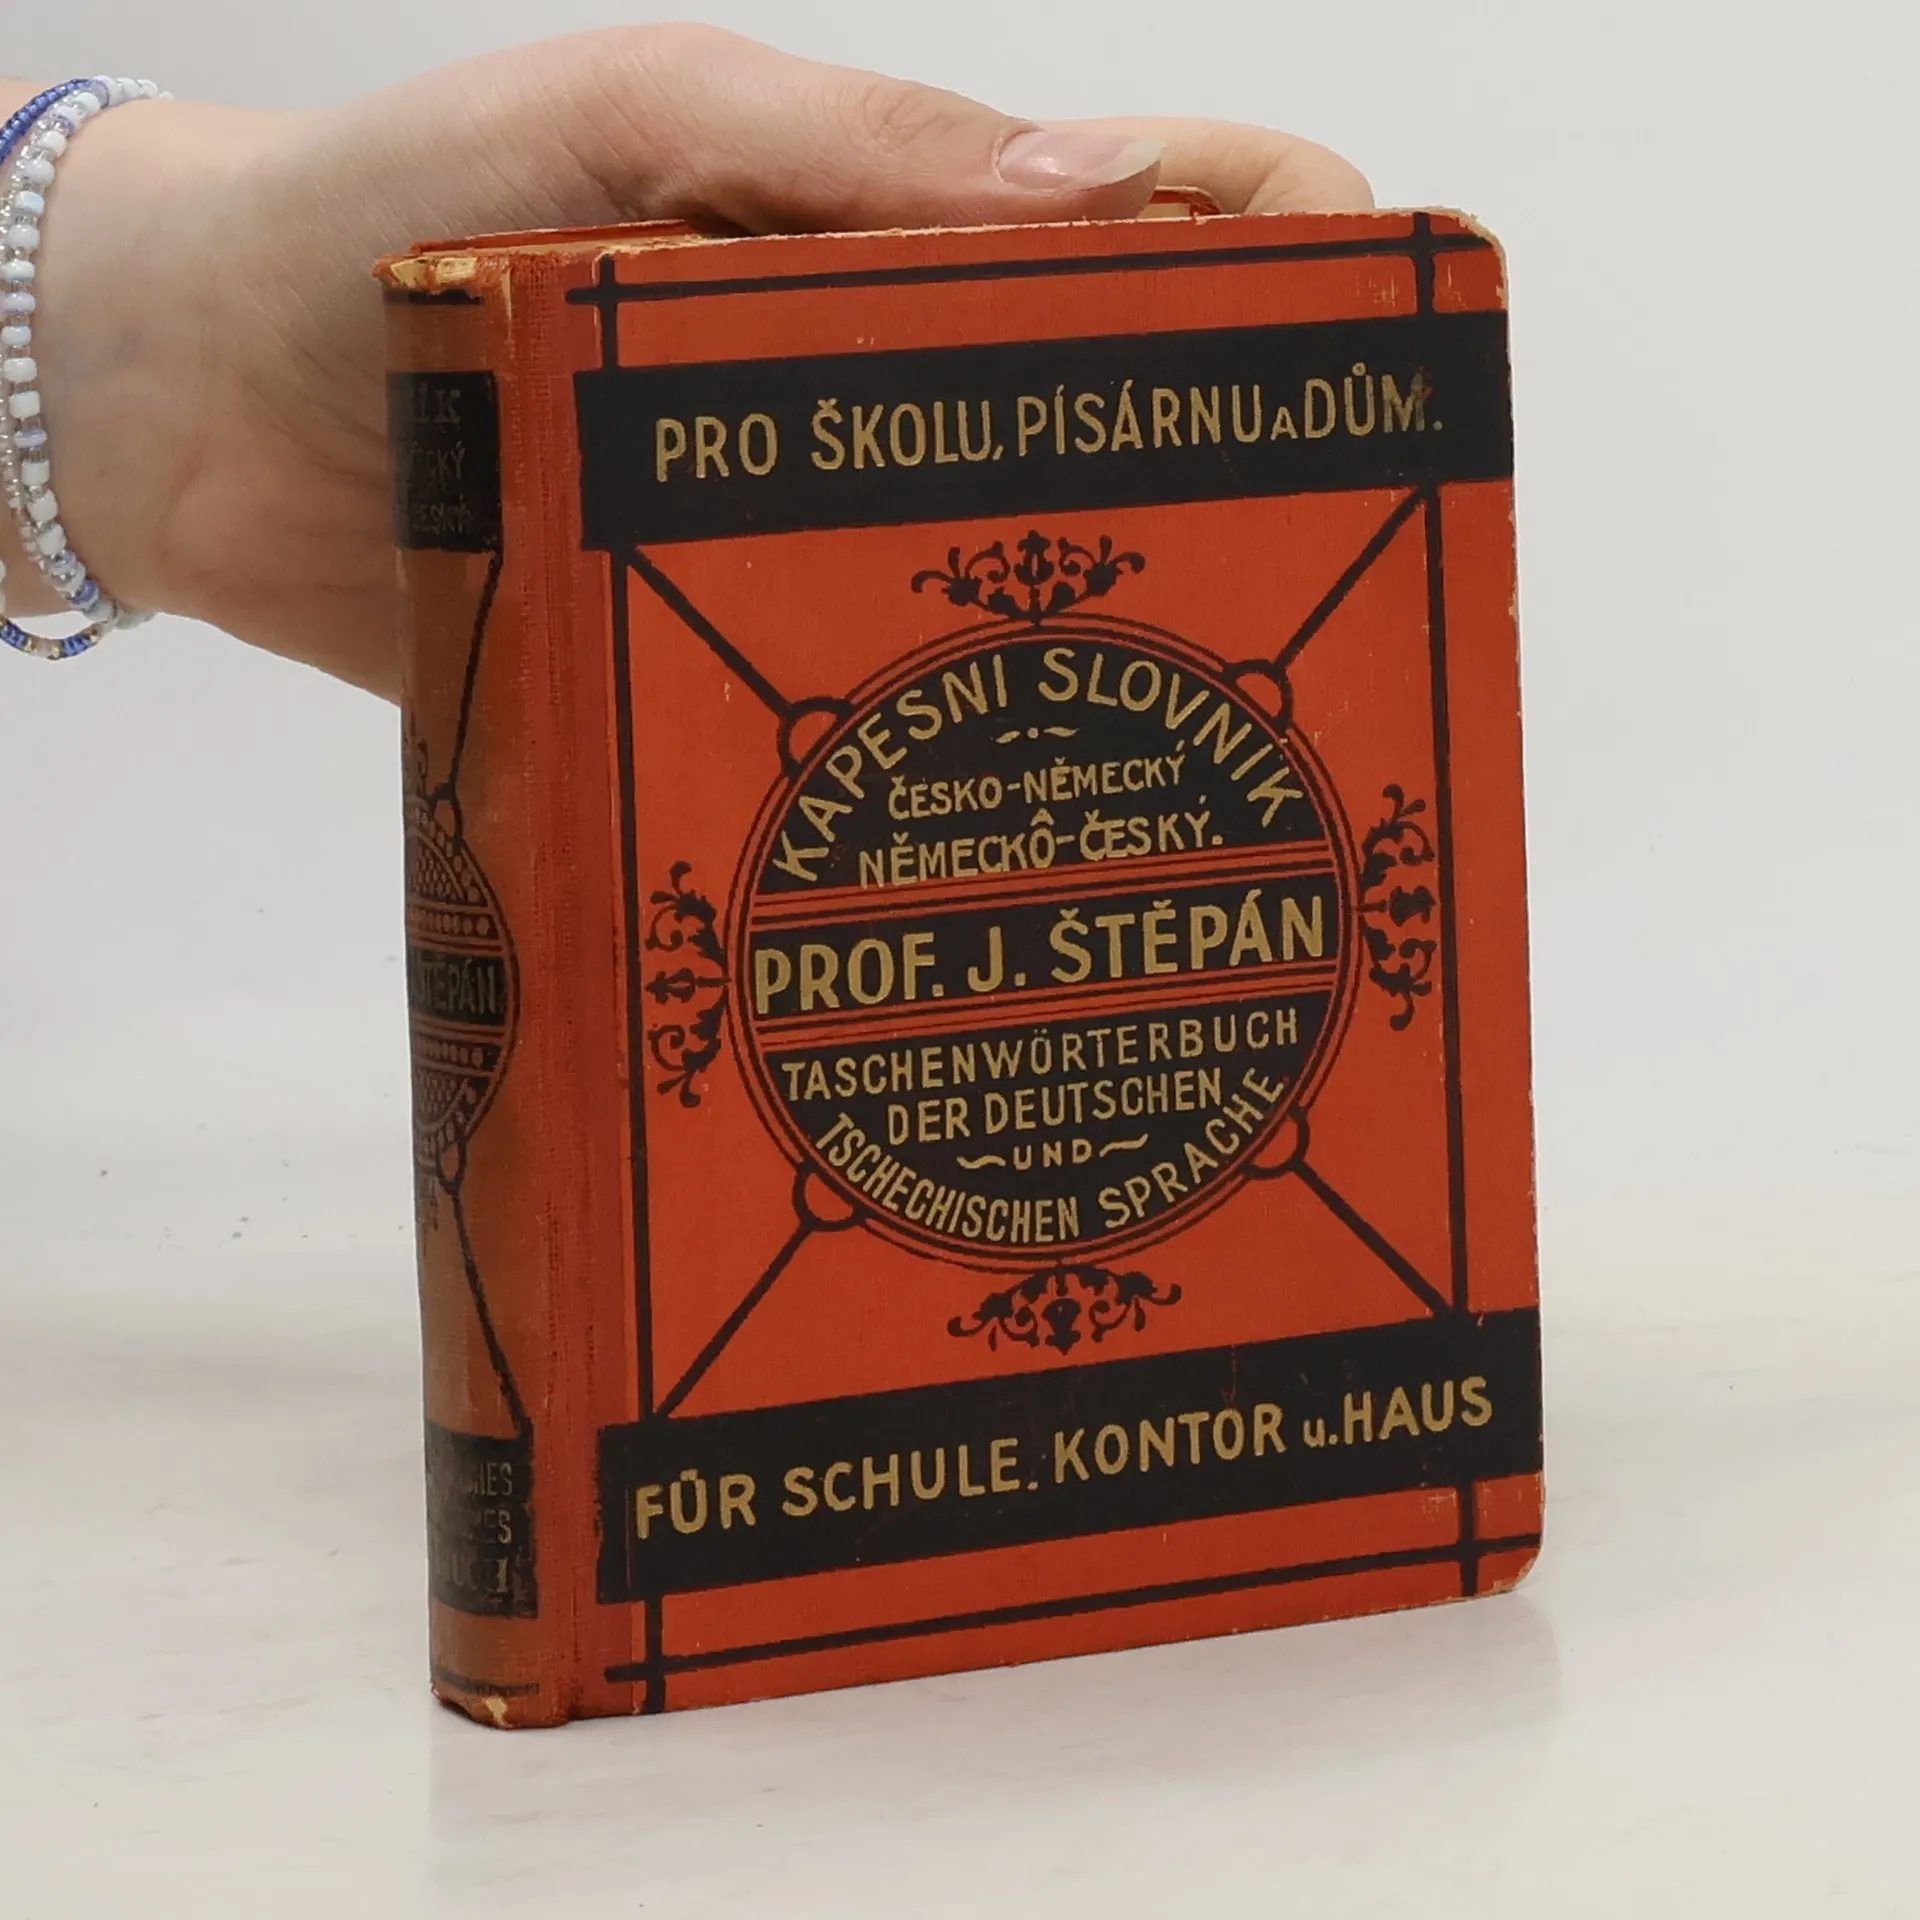 PRO ŠKOLU, PÍSÁRNU A DŮM.
KAPESNÍ SLOVNÍK
ČESKO-NĚMECKÝ
NĚMECKO-ČESKÝ.
PROF. J. ŠTĚPÁN
TASCHENWÖRTERBUCH
DER DEUTSCHEN
UND
TSCHECHISCHEN SPRACHE
FÜR SCHULE. KONTOR u. HAUS
ŠTĚPÁN